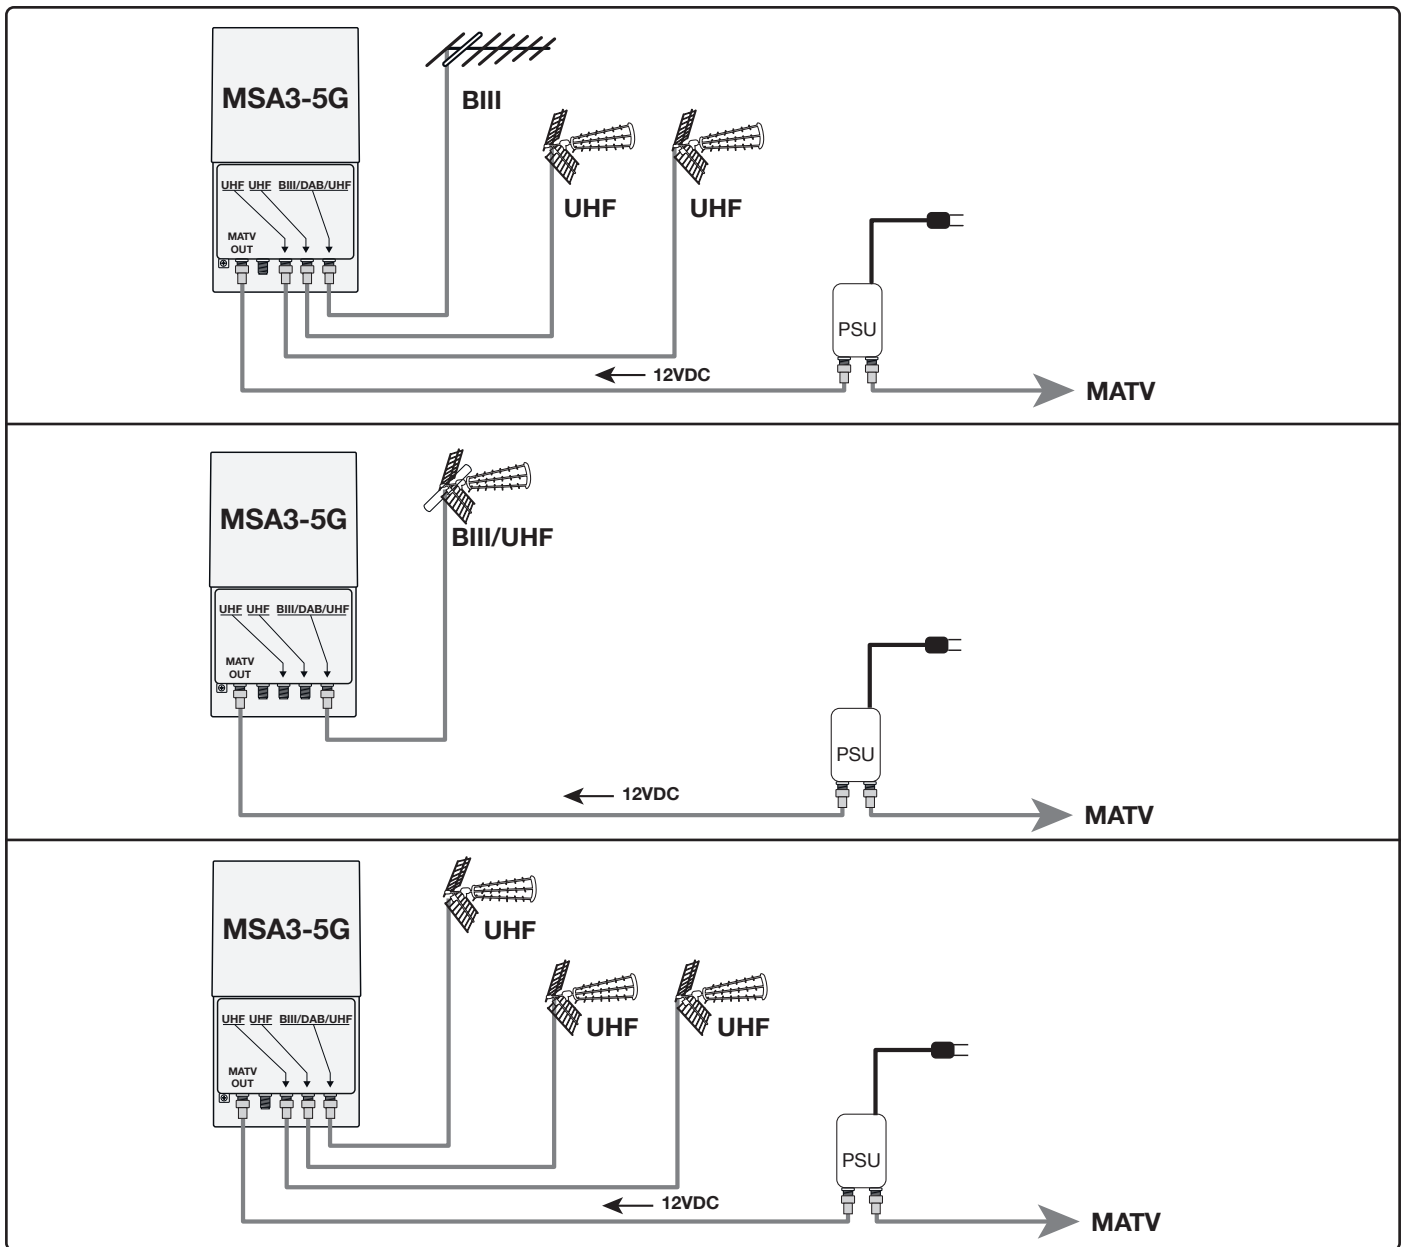 MSA3-5G
BIII
UHF
UHF
UHF UHF BIII/DAB/UHF
MATV
OUT
PSU
12VDC
MATV
MSA3-5G
BIII/UHF
UHF UHF BIII/DAB/UHF
MATV
OUT
PSU
12VDC
MATV
MSA3-5G
UHF
UHF
UHF
UHF UHF BIII/DAB/UHF
MATV
OUT
PSU
12VDC
MATV